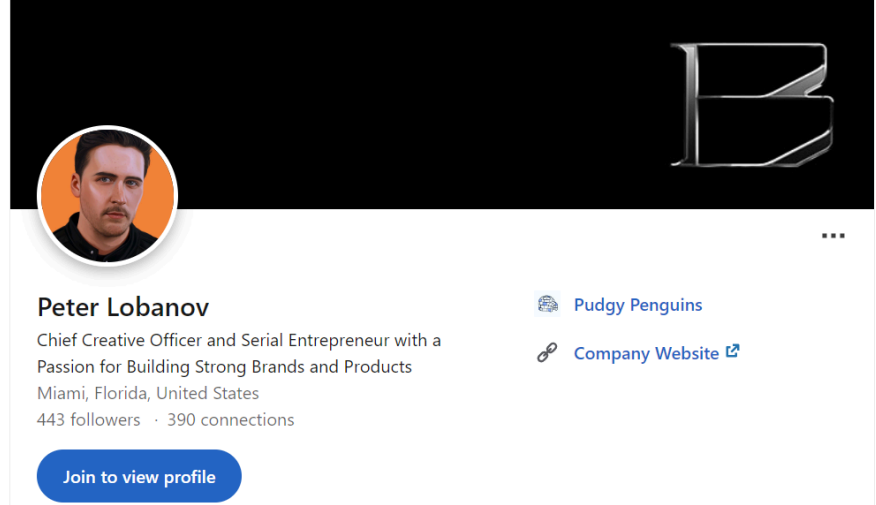 B
Peter Lobanov
Chief Creative Officer and Serial Entrepreneur with a
Passion for Building Strong Brands and Products
Miami, Florida, United States
443 followers · 390 connections
Join to view profile
Pudgy Penguins
Company Website